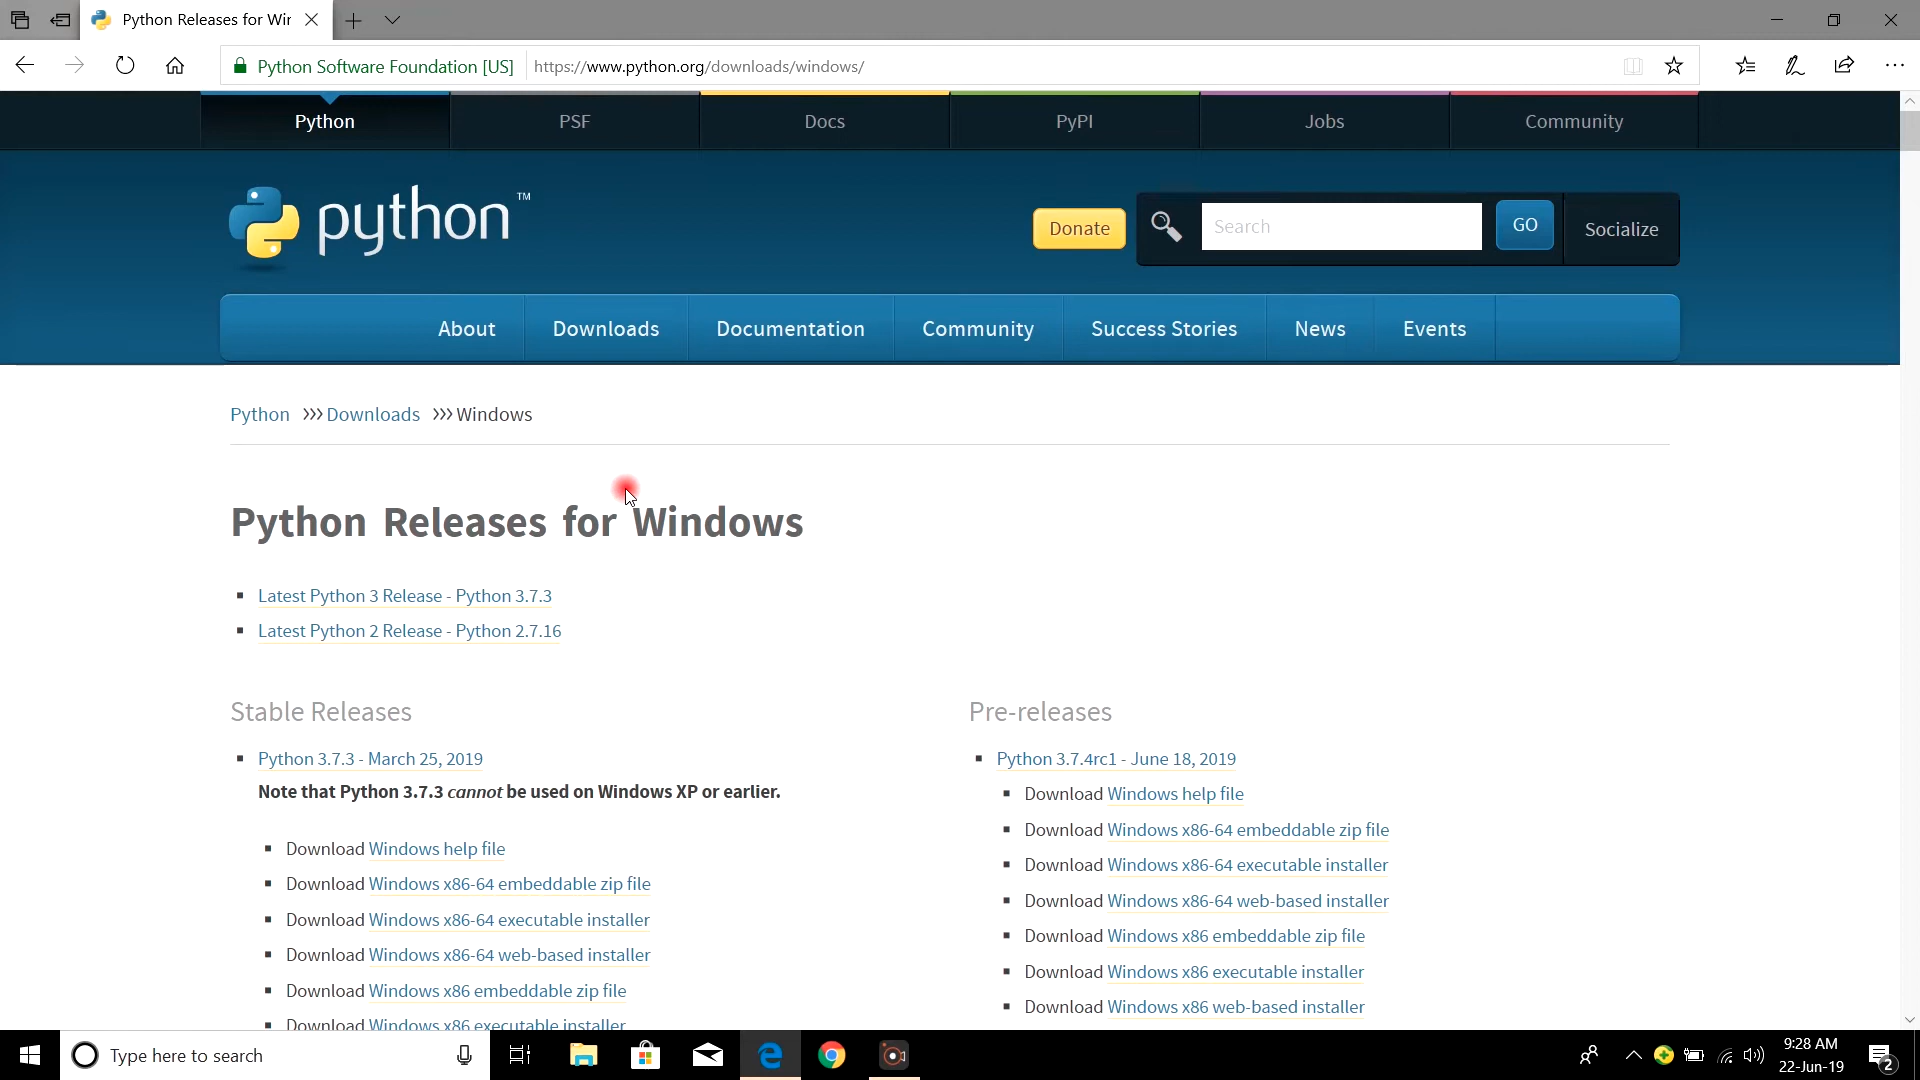 Python Releases for Wir
Python Software Foundation [US]
https://www.python.org/downloads/windows/
Python
PSF
Docs
PyPI
Jobs
Community
python™
Donate
Search
GO
Socialize
About
Downloads
Documentation
Community
Success Stories
News
Events
Python >>> Downloads >>> Windows
Python Releases for Windows
Latest Python 3 Release - Python 3.7.3
Latest Python 2 Release - Python 2.7.16
Stable Releases
Python 3.7.3 - March 25, 2019
Note that Python 3.7.3 cannot be used on Windows XP or earlier.
Download Windows help file
Download Windows x86-64 embeddable zip file
Download Windows x86-64 executable installer
Download Windows x86-64 web-based installer
Download Windows x86 embeddable zip file
Download Windows x86 executable installer
Pre-releases
Python 3.7.4rc1 - June 18, 2019
Download Windows help file
Download Windows x86-64 embeddable zip file
Download Windows x86-64 executable installer
Download Windows x86-64 web-based installer
Download Windows x86 embeddable zip file
Download Windows x86 executable installer
Download Windows x86 web-based installer
Type here to search
9:28 AM
22-Jun-19
2